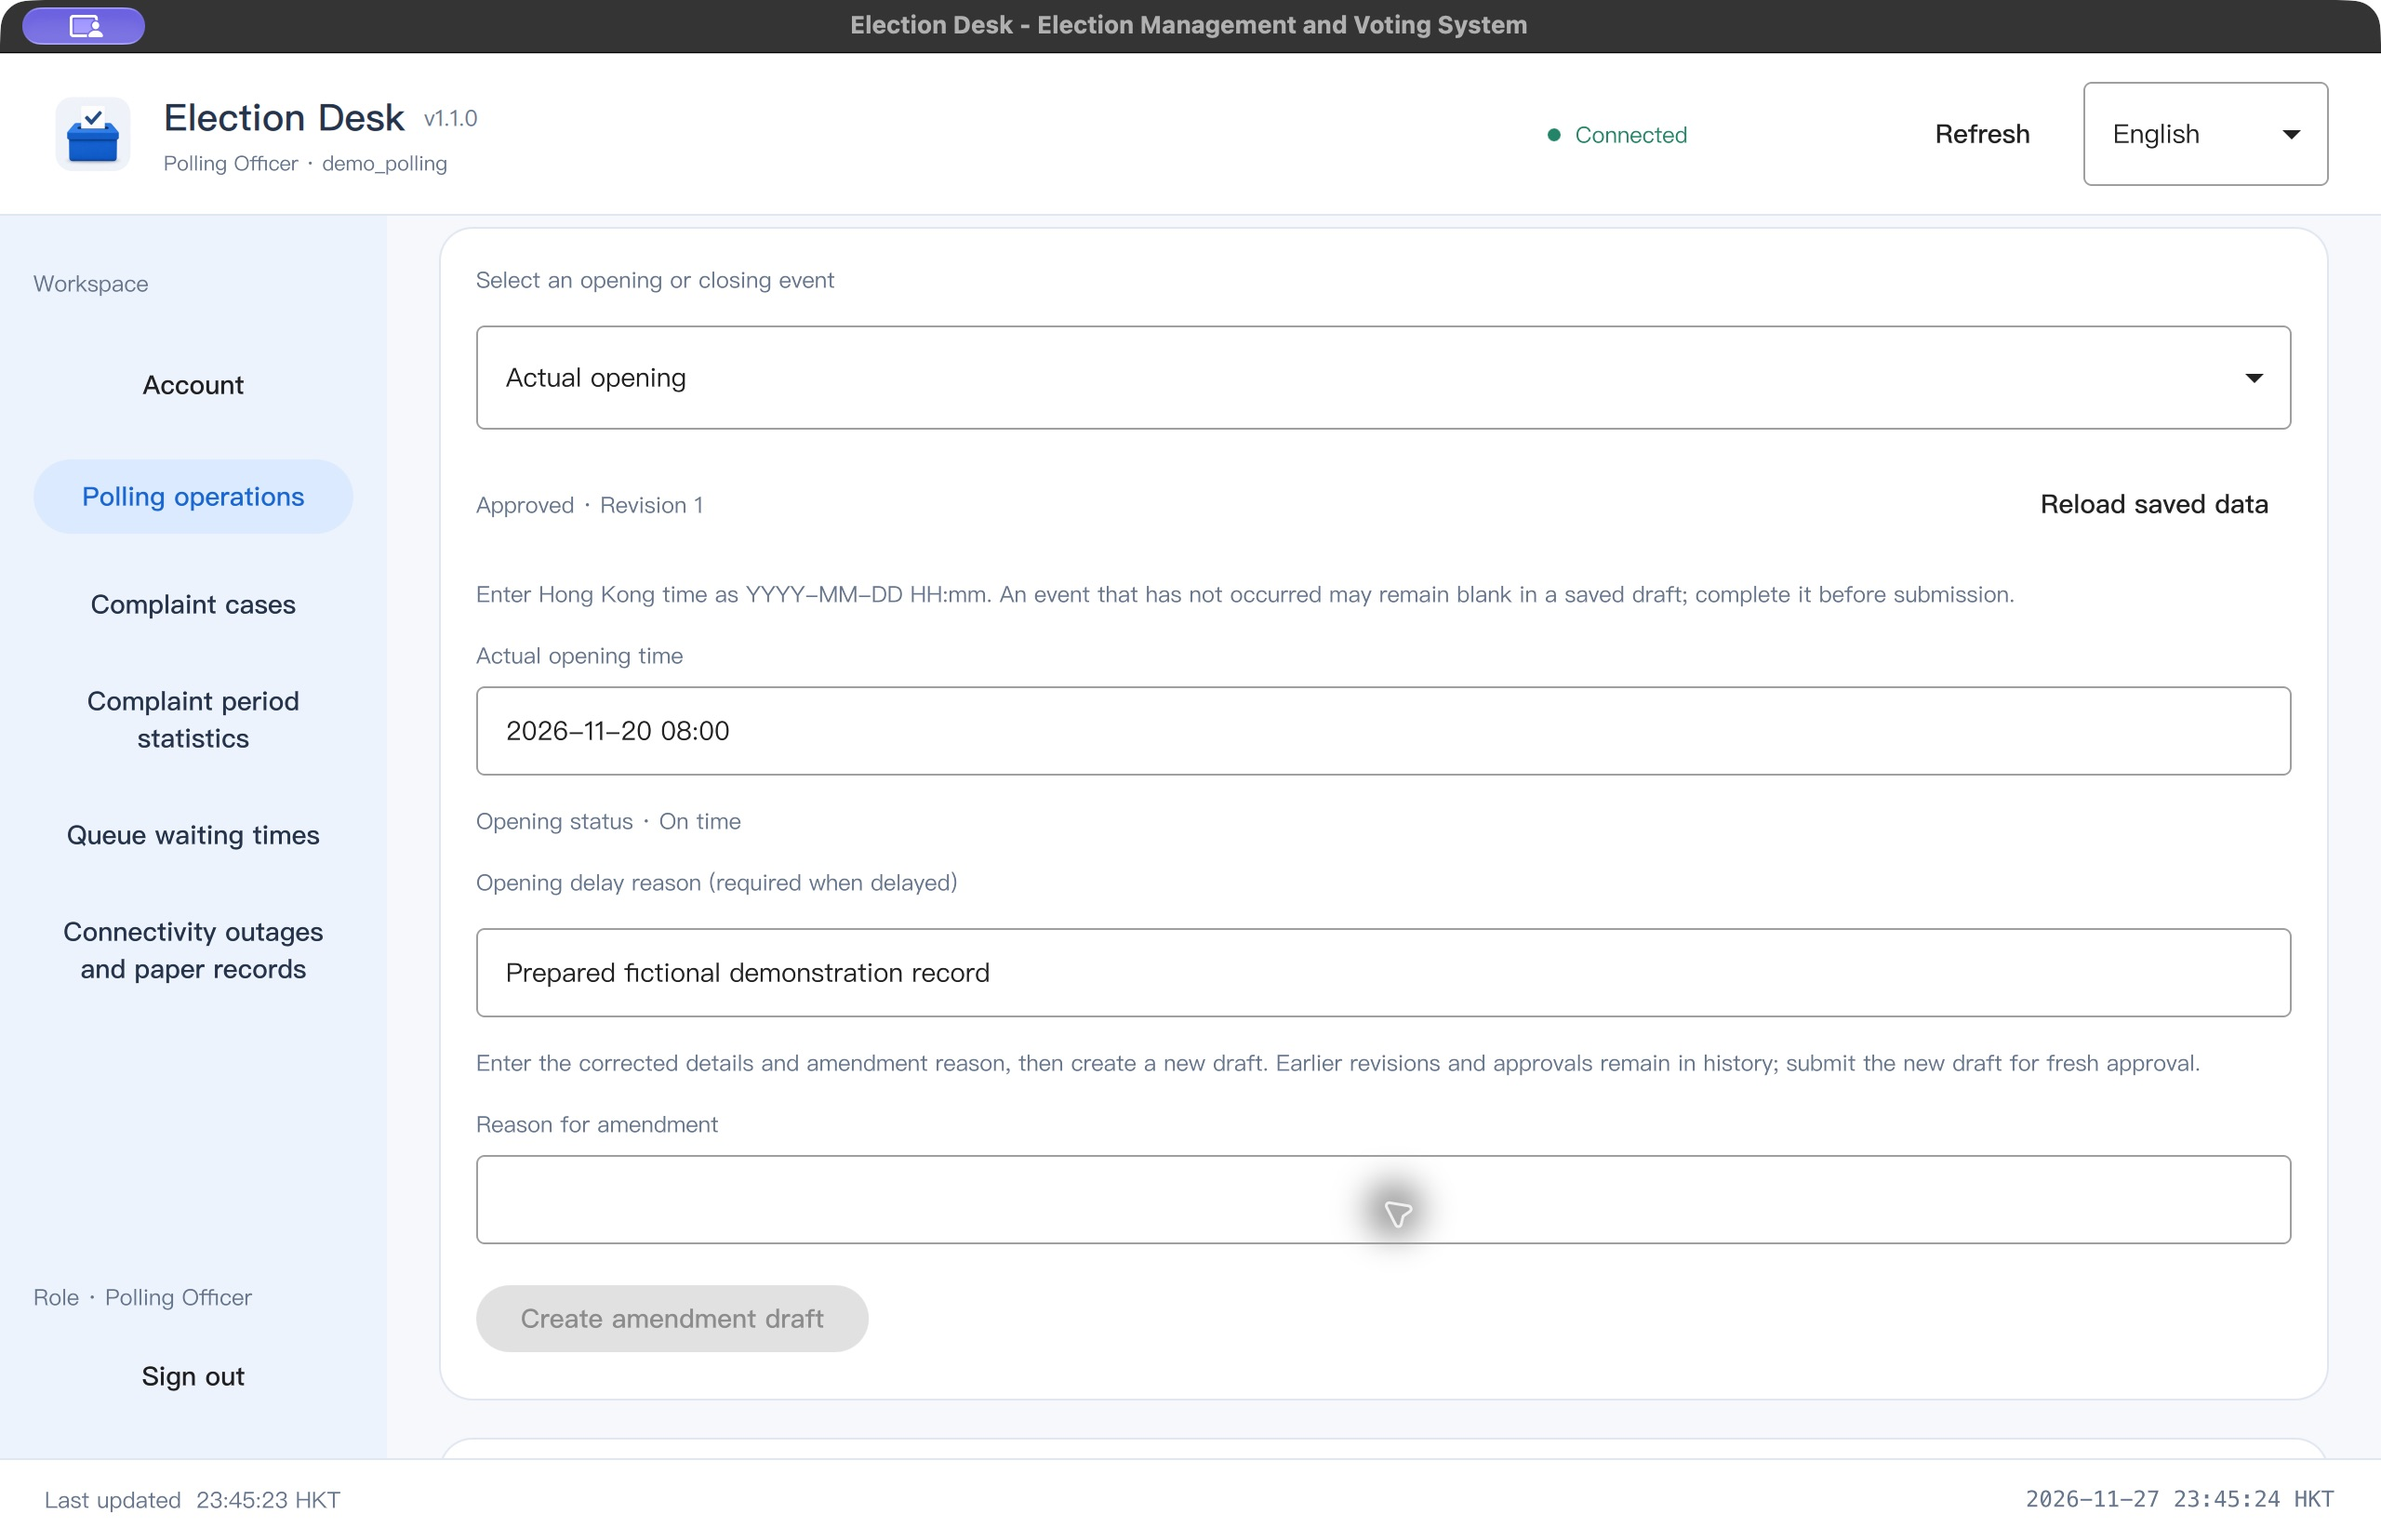 Election Desk - Election Management and Voting System
Election Desk v1.1.0
Polling Officer · demo_polling
Connected
Refresh
English
Workspace
Account
Polling operations
Complaint cases
Complaint period
statistics
Queue waiting times
Connectivity outages
and paper records
Role · Polling Officer
Sign out
Select an opening or closing event
Actual opening
Approved · Revision 1
Reload saved data
Enter Hong Kong time as YYYY-MM-DD HH:mm. An event that has not occurred may remain blank in a saved draft; complete it before submission.
Actual opening time
2026-11-20 08:00
Opening status · On time
Opening delay reason (required when delayed)
Prepared fictional demonstration record
Enter the corrected details and amendment reason, then create a new draft. Earlier revisions and approvals remain in history; submit the new draft for fresh approval.
Reason for amendment
Create amendment draft
Last updated 23:45:23 HKT
2026-11-27 23:45:24 HKT